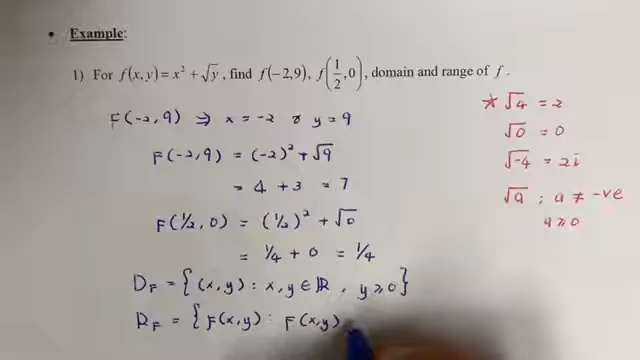 • Example:
1) For f(x, y) = x² + √y, find f(−2,9), f(1/2, 0), domain and range of f.
F(-2,9) ⇒ x = -2 & y = 9
F(-2,9) = (-2)² + √9
= 4 + 3 = 7
F(1/2, 0) = (1/2)² + √0
= 1/4 + 0 = 1/4
D_F = {(x,y) : x,y ∈ ℝ, y ≥ 0}
R_F = {F(x,y) : F(x,y)
* √4 = 2
√0 = 0
√-4 = 2i
√a ; a ≠ -ve
a ≥ 0